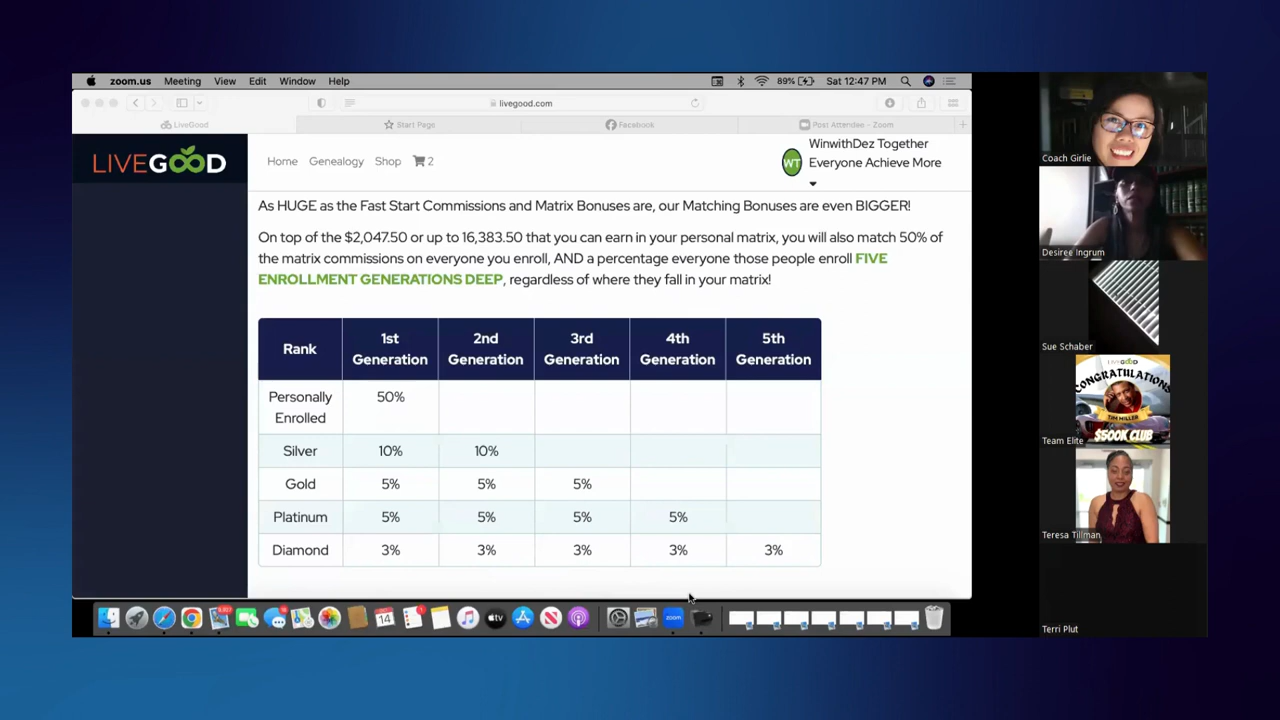 zoom.us Meeting View Edit Window Help 89% Sat 12:47 PM
livegood.com
LiveGood Start Page Facebook Post Attendee - Zoom
LIVEGOOD
Home Genealogy Shop 2
WT
WinwithDez Together
Everyone Achieve More
As HUGE as the Fast Start Commissions and Matrix Bonuses are, our Matching Bonuses are even BIGGER!
On top of the $2,047.50 or up to 16,383.50 that you can earn in your personal matrix, you will also match 50% of
the matrix commissions on everyone you enroll, AND a percentage everyone those people enroll FIVE
ENROLLMENT GENERATIONS DEEP, regardless of where they fall in your matrix!
Rank 1st Generation 2nd Generation 3rd Generation 4th Generation 5th Generation
Personally Enrolled 50%
Silver 10% 10%
Gold 5% 5% 5%
Platinum 5% 5% 5% 5%
Diamond 3% 3% 3% 3% 3%
14
tv
zoom
Coach Girlie
Desiree Ingrum
Sue Schaber
LIVEGOOD
CONGRATULATIONS
TIM MILLER
$500K CLUB
Team Elite
Teresa Tillman
Terri Plut